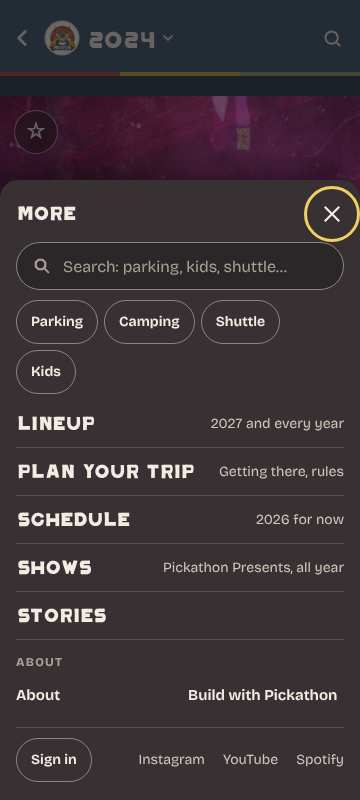 2024
MORE
Search: parking, kids, shuttle...
Parking Camping Shuttle
Kids
LINEUP 2027 and every year
PLAN YOUR TRIP Getting there, rules
SCHEDULE 2026 for now
SHOWS Pickathon Presents, all year
STORIES
ABOUT
About Build with Pickathon
Sign in Instagram YouTube Spotify